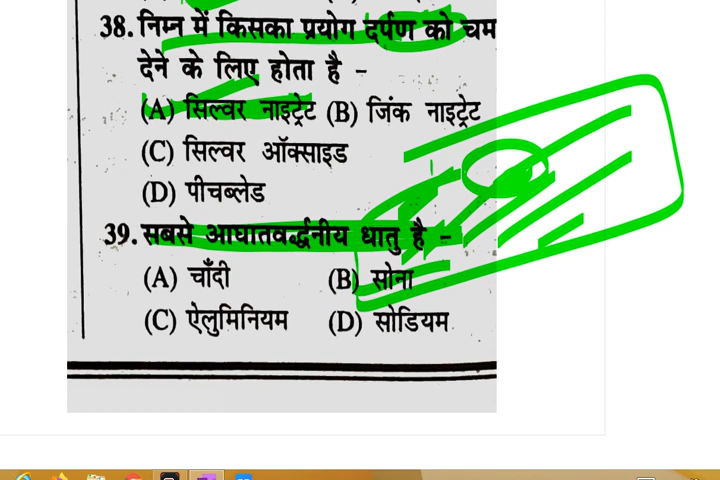 38. निम्न में किसका प्रयोग दर्पण को चम
देने के लिए होता है -
(A) सिल्वर नाइट्रेट (B) जिंक नाइट्रेट
(C) सिल्वर ऑक्साइड
(D) पीचब्लेड
39. सबसे आघातवर्द्धनीय धातु है -
(A) चाँदी (B) सोना
(C) ऐलुमिनियम (D) सोडियम